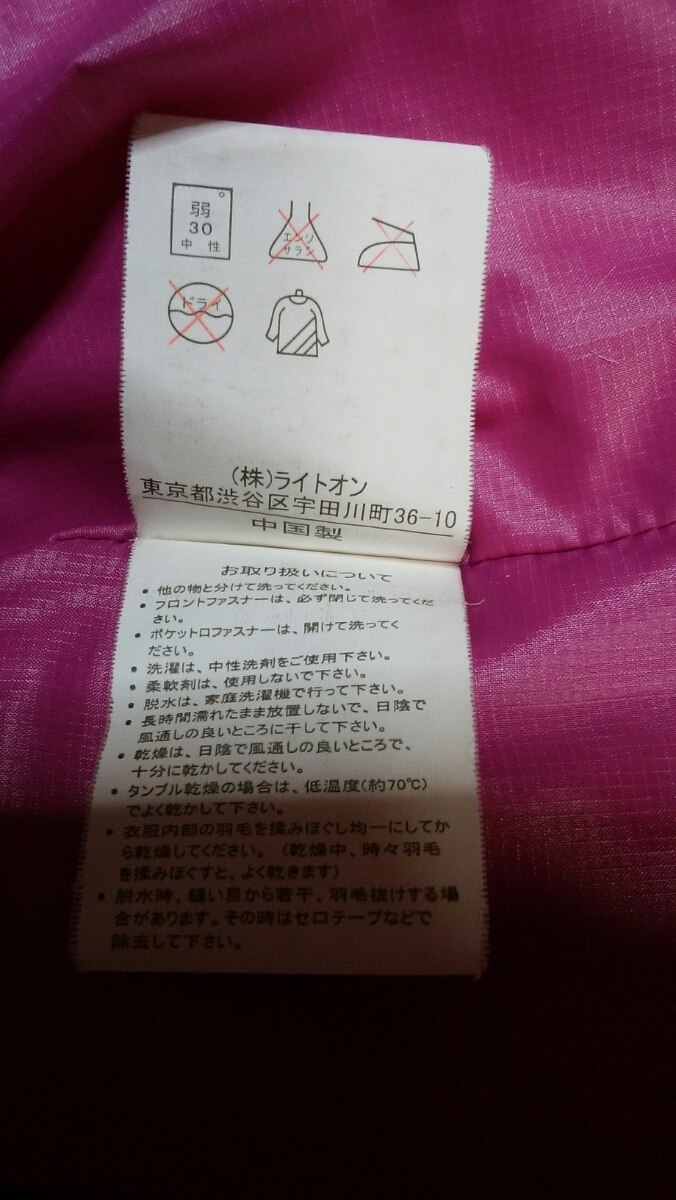 弱
30
中 性
エンソ
サラシ
ドライ
(株)ライトオン
東京都渋谷区宇田川町36-10
中国製
お取り扱いについて
• 他の物と分けて洗ってください。
• フロントファスナーは、必ず閉じて洗ってくだ
さい。
• ポケット口ファスナーは、開けて洗ってく
ださい。
• 洗濯は、中性洗剤をご使用下さい。
• 柔軟剤は、使用しないで下さい。
• 脱水は、家庭洗濯機で行って下さい。
• 長時間濡れたまま放置しないで、日陰で
風通しの良いところに干して下さい。
• 乾燥は、日陰で風通しの良いところで、
十分に乾かしてください。
• タンブル乾燥の場合は、低温度(約70℃)
でよく乾かして下さい。
• 衣服内部の羽毛を揉みほぐし均一にしてか
ら乾燥してください。(乾燥中、時々羽毛
を揉みほぐすと、よく乾きます)
• 脱水時、縫い目から若干、羽毛抜けする場
合があります。その時はセロテープなどで
除去して下さい。